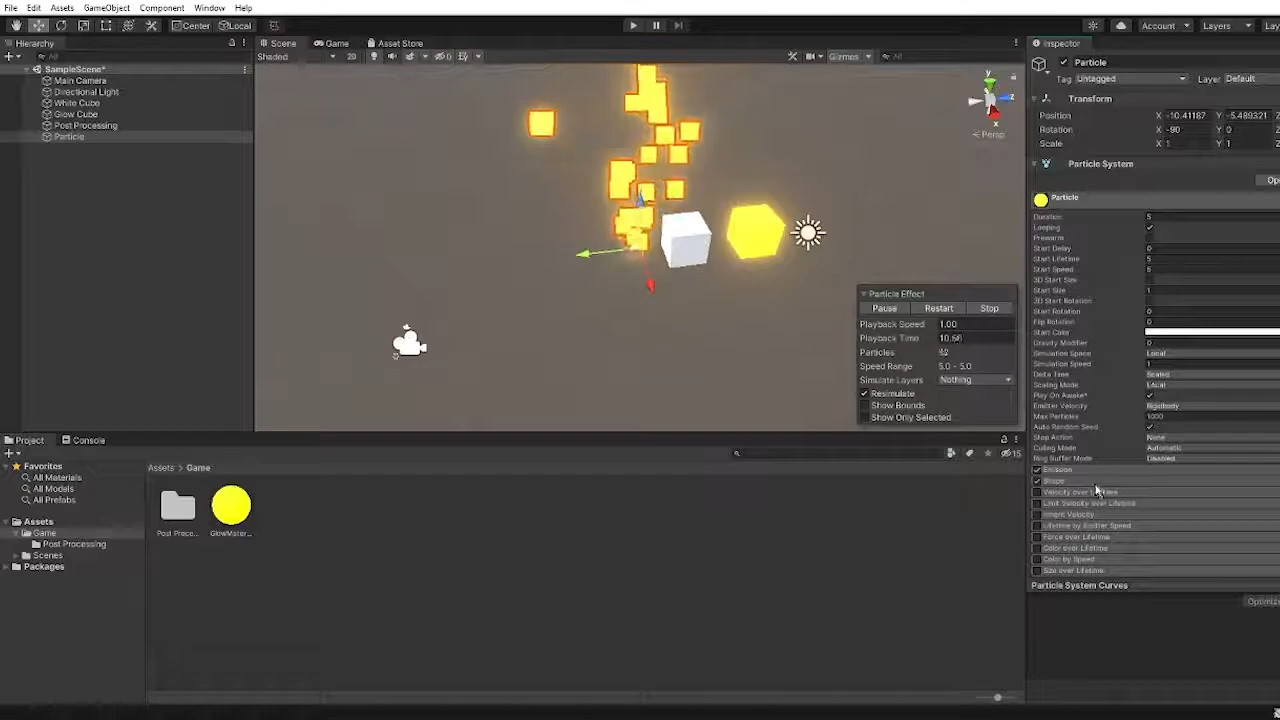 File Edit Assets GameObject Component Window Help
Center Local
Account Layers Lay
Hierarchy
All
SampleScene*
Main Camera
Directional Light
White Cube
Glow Cube
Post Processing
Particle
Scene Game Asset Store
Shaded 2D 0 Gizmos All
y
z
x
Persp
Particle Effect
Pause Restart Stop
Playback Speed 1.00
Playback Time
Particles
Speed Range 5.0 - 5.0
Simulate Layers Nothing
Resimulate
Show Bounds
Show Only Selected
Inspector
Particle
Tag Untagged Layer Default
Transform
Position X -10.41187 Y -5.489321 Z
Rotation X -90 Y 0
Scale X 1 Y 1
Particle System
Op
Particle
Duration 5
Looping
Prewarm
Start Delay 0
Start Lifetime 5
Start Speed 5
3D Start Size
Start Size 1
3D Start Rotation
Start Rotation 0
Flip Rotation 0
Start Color
Gravity Modifier 0
Simulation Space Local
Simulation Speed 1
Delta Time Scaled
Scaling Mode Local
Play On Awake*
Emitter Velocity Rigidbody
Max Particles 1000
Auto Random Seed
Stop Action None
Culling Mode Automatic
Ring Buffer Mode Disabled
Emission
Shape
Velocity over Lifetime
Limit Velocity over Lifetime
Inherit Velocity
Lifetime by Emitter Speed
Force over Lifetime
Color over Lifetime
Color by Speed
Size over Lifetime
Particle System Curves
Optimize
Project Console
15
Favorites
All Materials
All Models
All Prefabs
Assets
Game
Post Processing
Scenes
Packages
Assets > Game
Post Proce...
GlowMater...